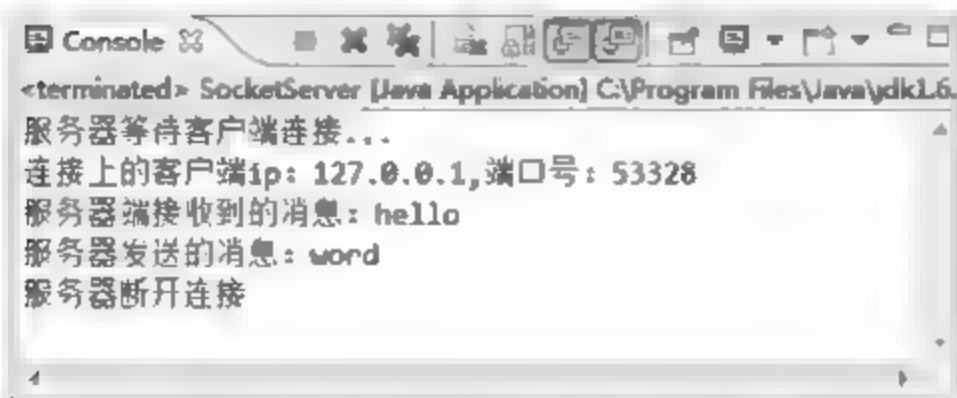 Console
<terminated> SocketServer [Java Application] C:\Program Files\Java\jdk1.6.
服务器等待客户端连接...
连接上的客户端ip: 127.0.0.1,端口号: 53328
服务器端接收到的消息: hello
服务器发送的消息: word
服务器断开连接